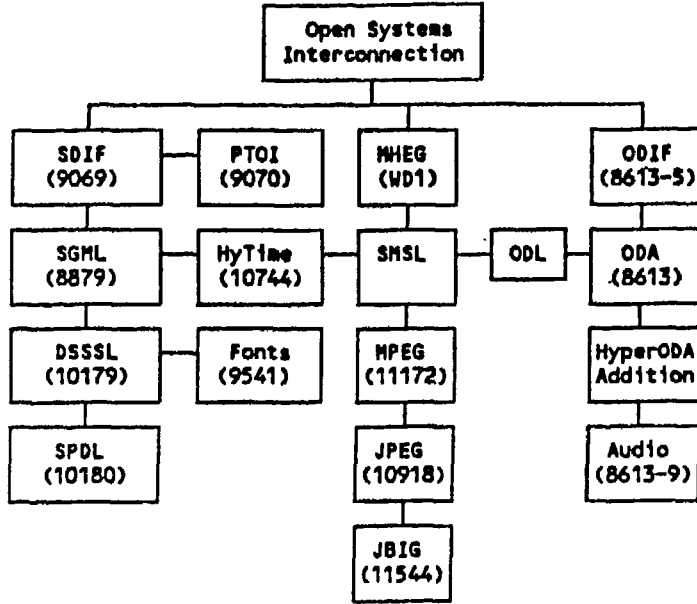 Open Systems
Interconnection
SDIF
(9069)
PTOI
(9070)
MHEG
(WD1)
ODIF
(8613-5)
SGML
(8879)
HyTime
(10744)
SMSL
ODL
ODA
(8613)
DSSSL
(10179)
Fonts
(9541)
MPEG
(11172)
HyperODA
Addition
SPDL
(10180)
JPEG
(10918)
Audio
(8613-9)
JBIG
(11544)